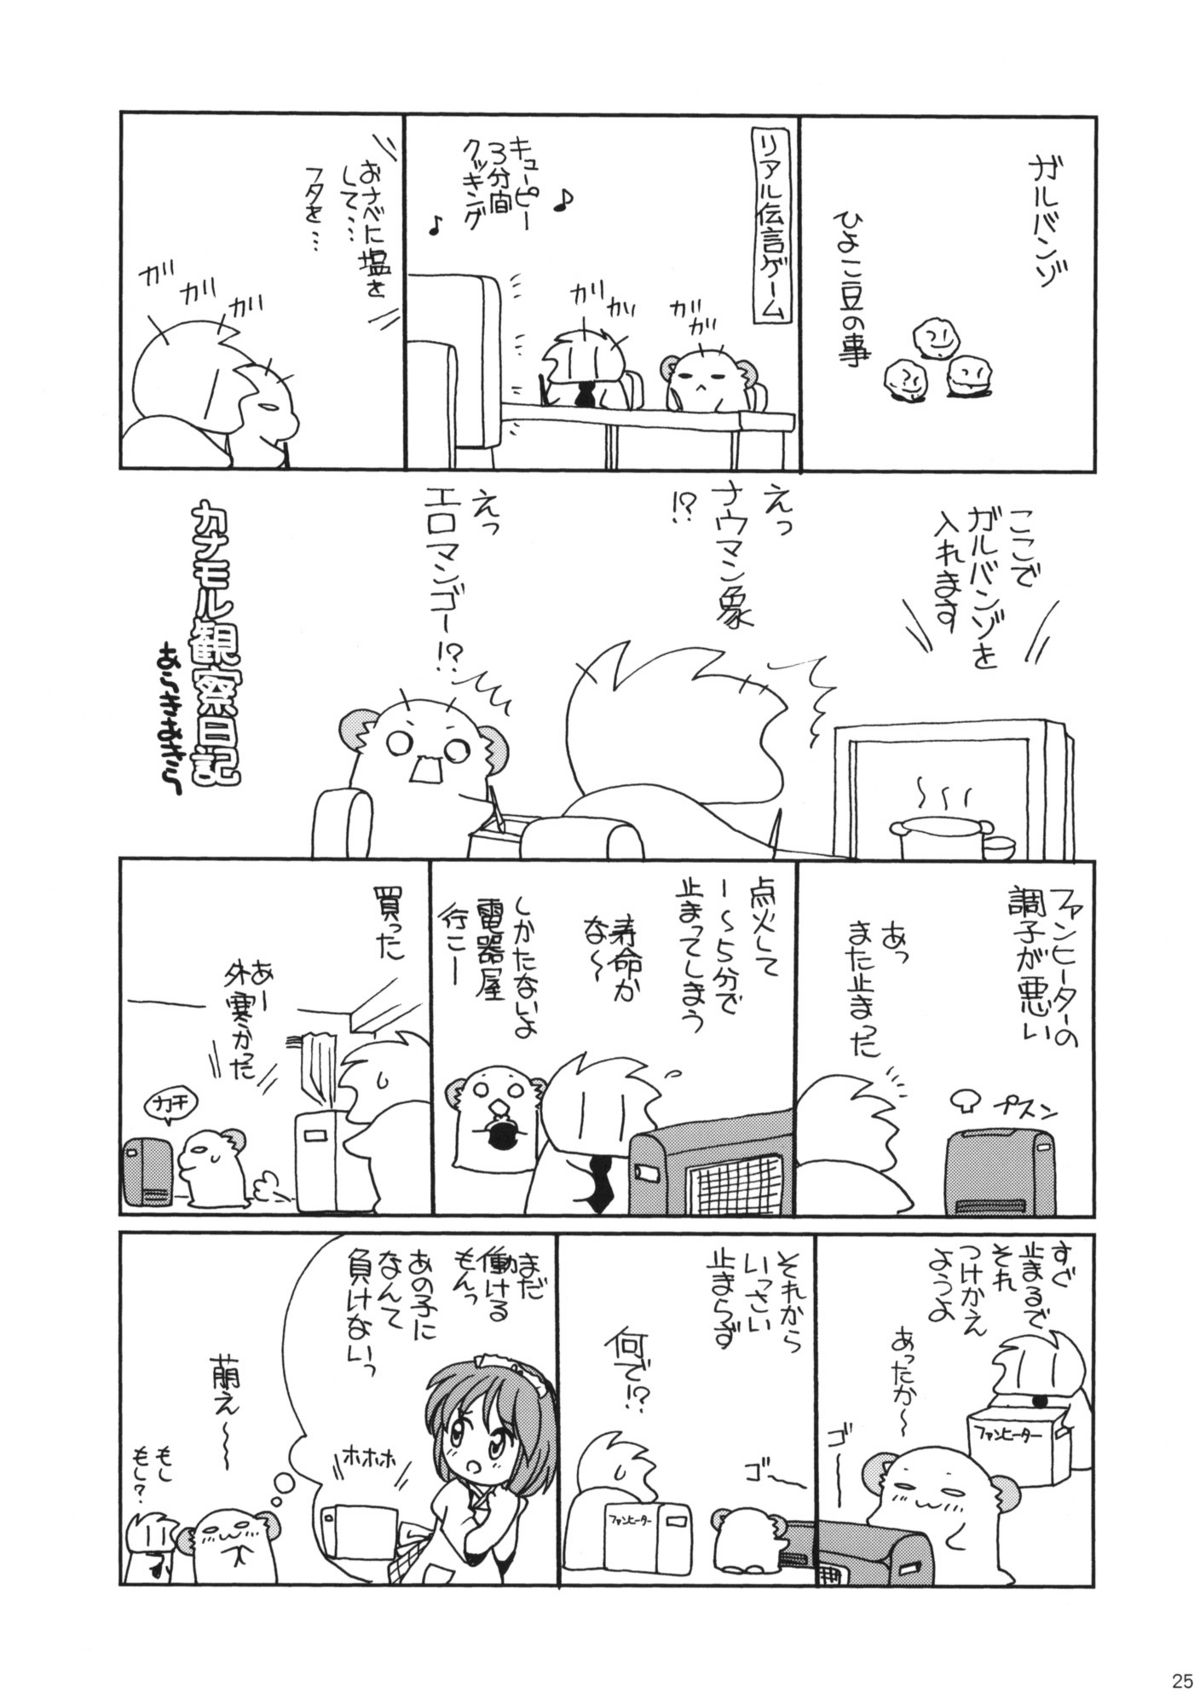 ガルバンゾ
ひよこ豆の事
リアル伝言ゲーム
キューピー
3分間
クッキング
ガガ
ガガ
おナベに塩を
して…
フタを…
ガ
ガ
ガ
ここで
ガルバンゾを
入れます
えっ
ナウマン象
!?
えっ
エロマンゴー!?
カナモル観察日記
あらきあきら
ファンヒーターの
調子が悪い
あっ
また止まった
プスン
点火して
1〜5分で
止まってしまう
寿命か
な〜
しかたないよ
電器屋
行こー
買った
あー
外寒かった
カチ
すぐ
止まるで
それ
つけかえ
ようよ
あったか〜
ファンヒーター
ゴー
それから
いっさい
止まらず
何で!?
ゴー
ファンヒーター
まだ
働ける
もんっ
あの子に
なんて
負けないっ
ホホホ
萌え〜
もし
もし?
25